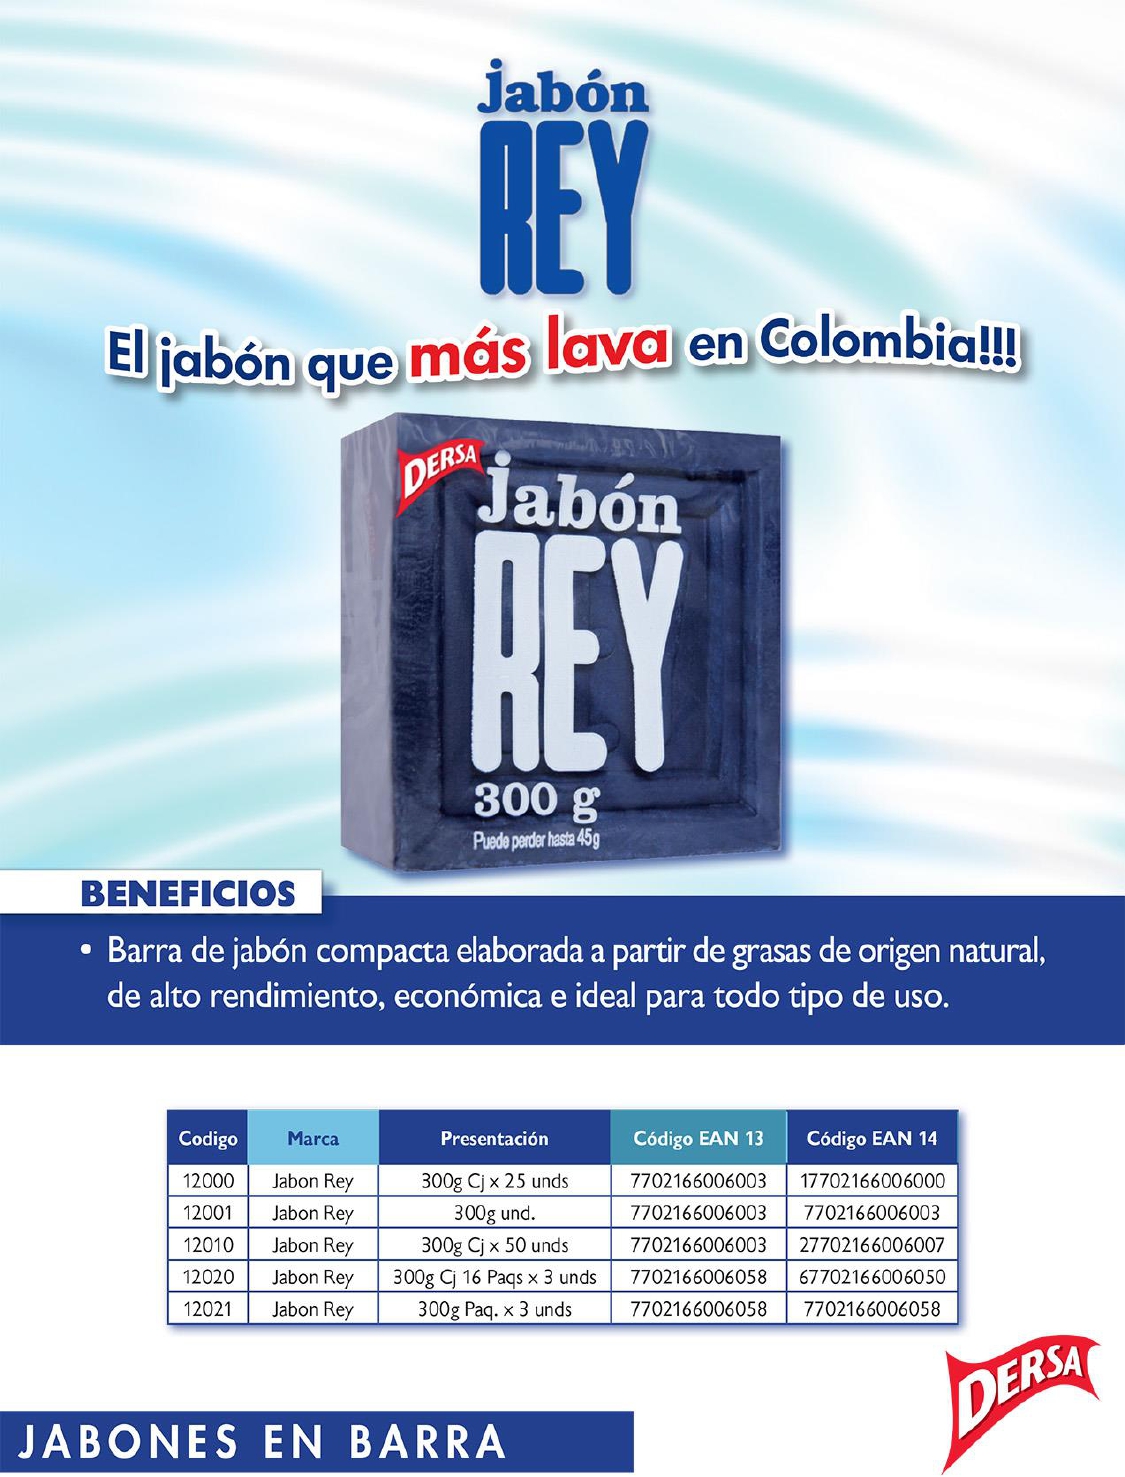 jabón
REY
El jabón que más lava en Colombia!!!
DERSA
jabón
REY
300 g
Puede perder hasta 45g
BENEFICIOS
• Barra de jabón compacta elaborada a partir de grasas de origen natural,
de alto rendimiento, económica e ideal para todo tipo de uso.
Codigo Marca Presentación Código EAN 13 Código EAN 14
12000 Jabon Rey 300g Cj x 25 unds 7702166006003 17702166006000
12001 Jabon Rey 300g und. 7702166006003 7702166006003
12010 Jabon Rey 300g Cj x 50 unds 7702166006003 27702166006007
12020 Jabon Rey 300g Cj 16 Paqs x 3 unds 7702166006058 67702166006050
12021 Jabon Rey 300g Paq. x 3 unds 7702166006058 7702166006058
DERSA
JABONES EN BARRA